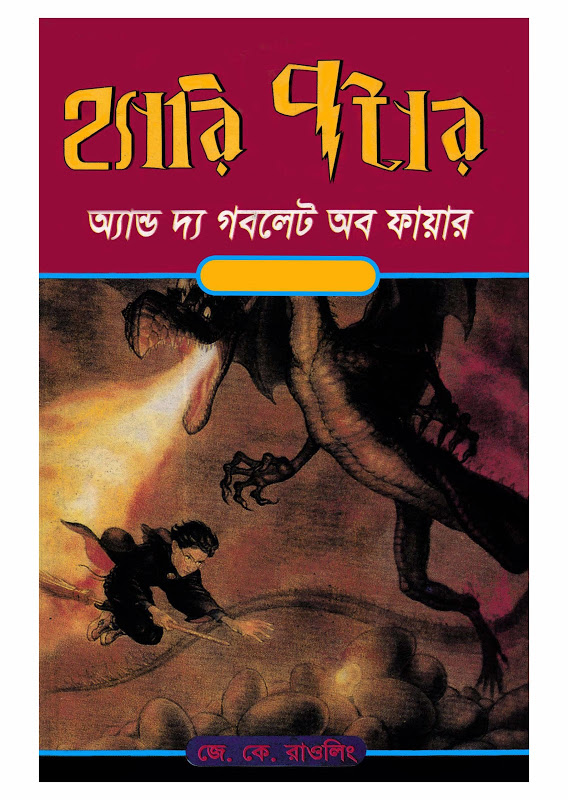 হ্যারি পটার
অ্যান্ড দ্য গবলেট অব ফায়ার
জে. কে. রাওলিং